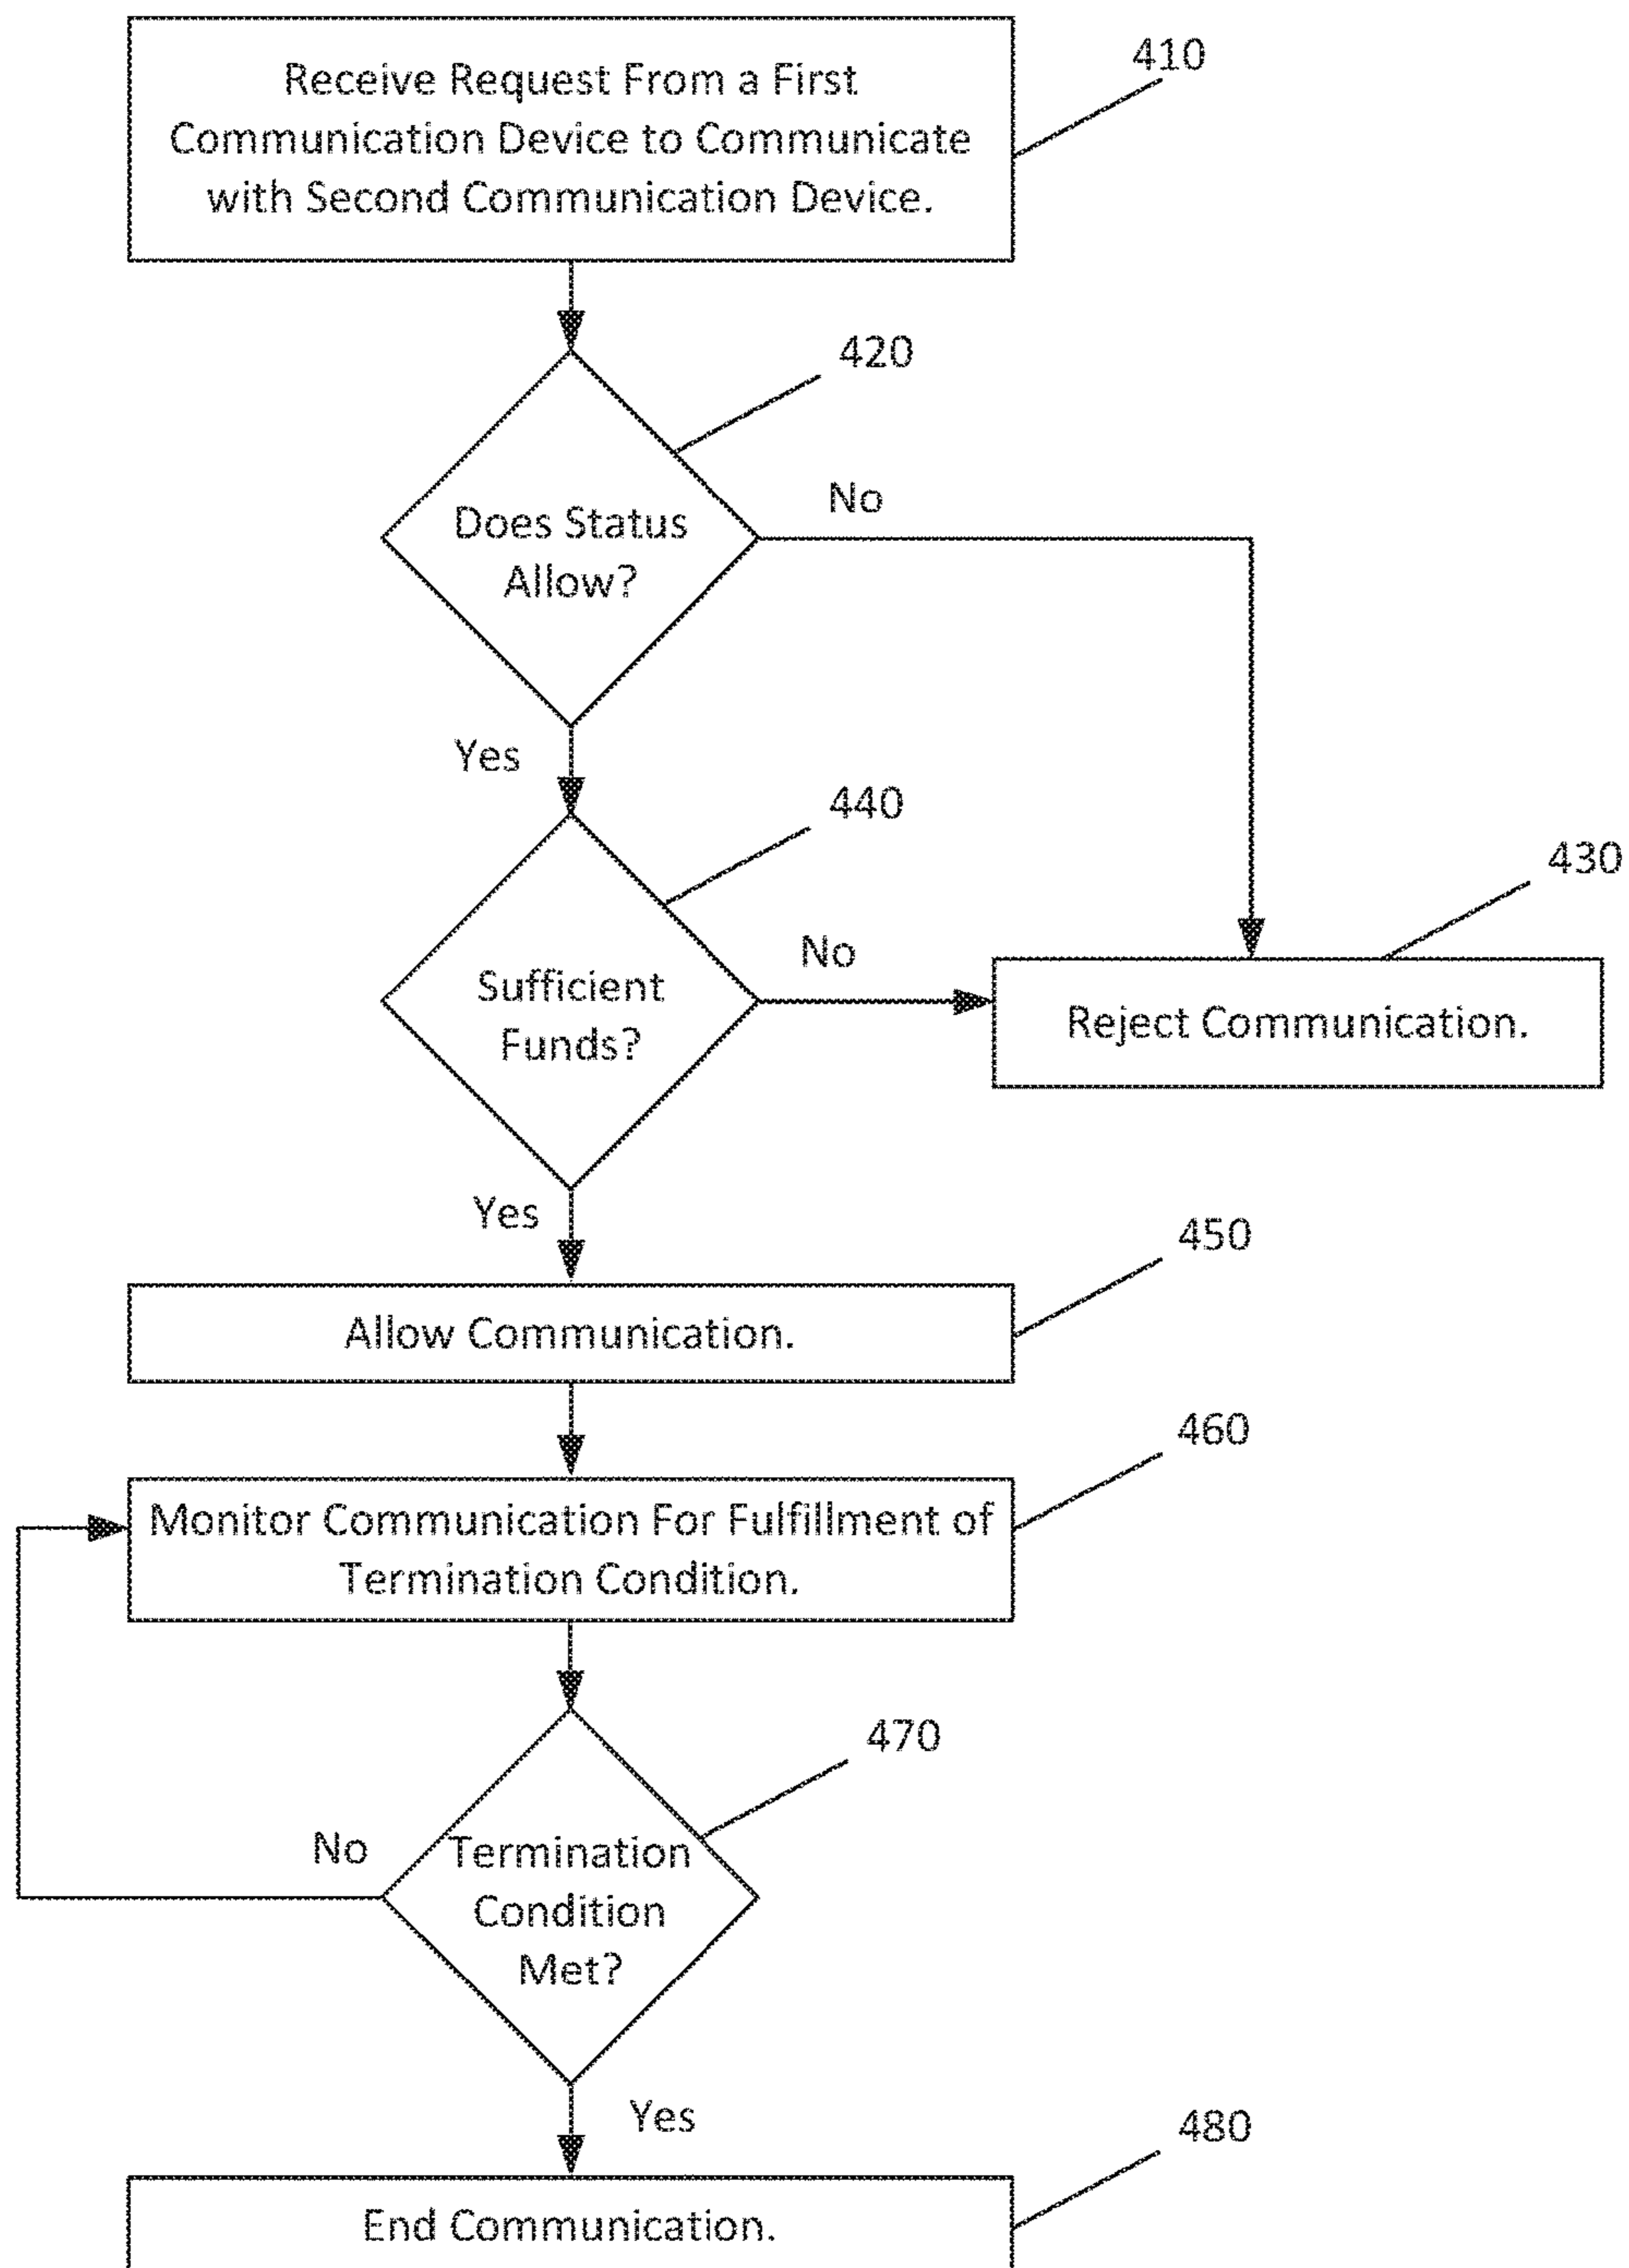 Receive Request From a First
Communication Device to Communicate
with Second Communication Device.
410
420
Does Status
Allow?
No
Yes
440
430
Sufficient
Funds?
No
Reject Communication.
Yes
450
Allow Communication.
460
Monitor Communication For Fulfillment of
Termination Condition.
470
No
Termination
Condition
Met?
Yes
480
End Communication.